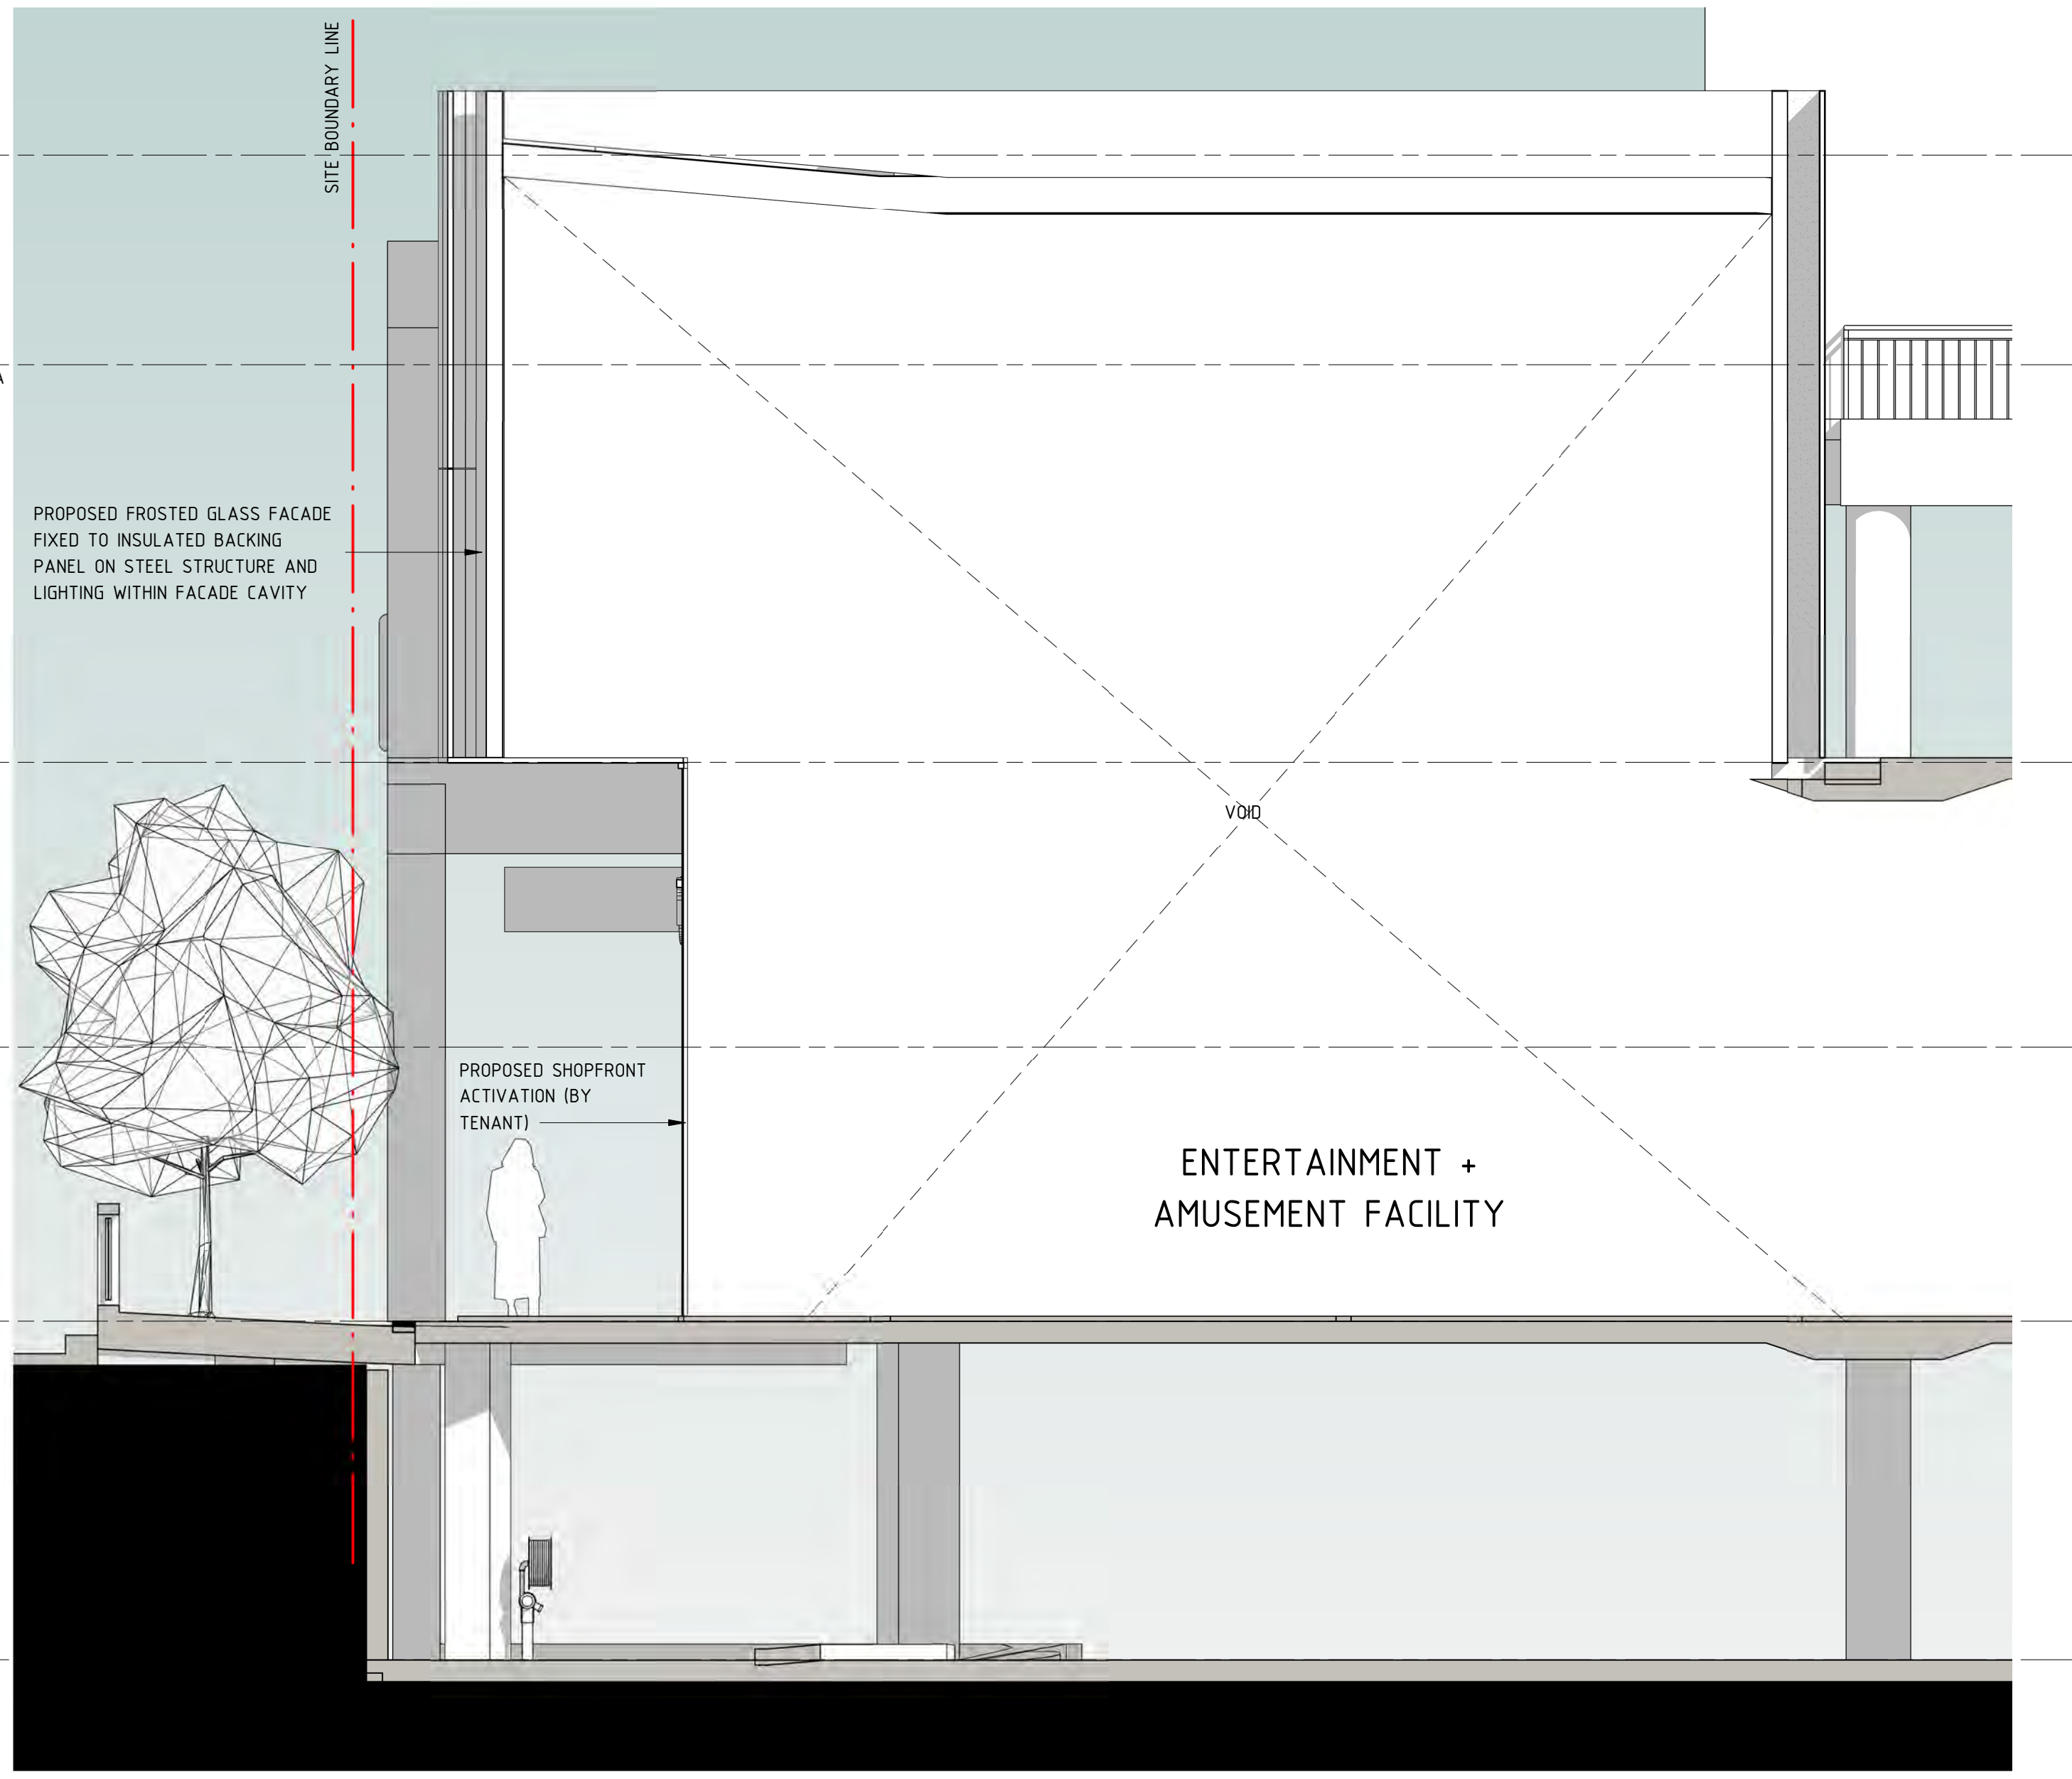 SITE BOUNDARY LINE
A
PROPOSED FROSTED GLASS FACADE
FIXED TO INSULATED BACKING
PANEL ON STEEL STRUCTURE AND
LIGHTING WITHIN FACADE CAVITY
VOID
PROPOSED SHOPFRONT
ACTIVATION (BY
TENANT)
ENTERTAINMENT +
AMUSEMENT FACILITY